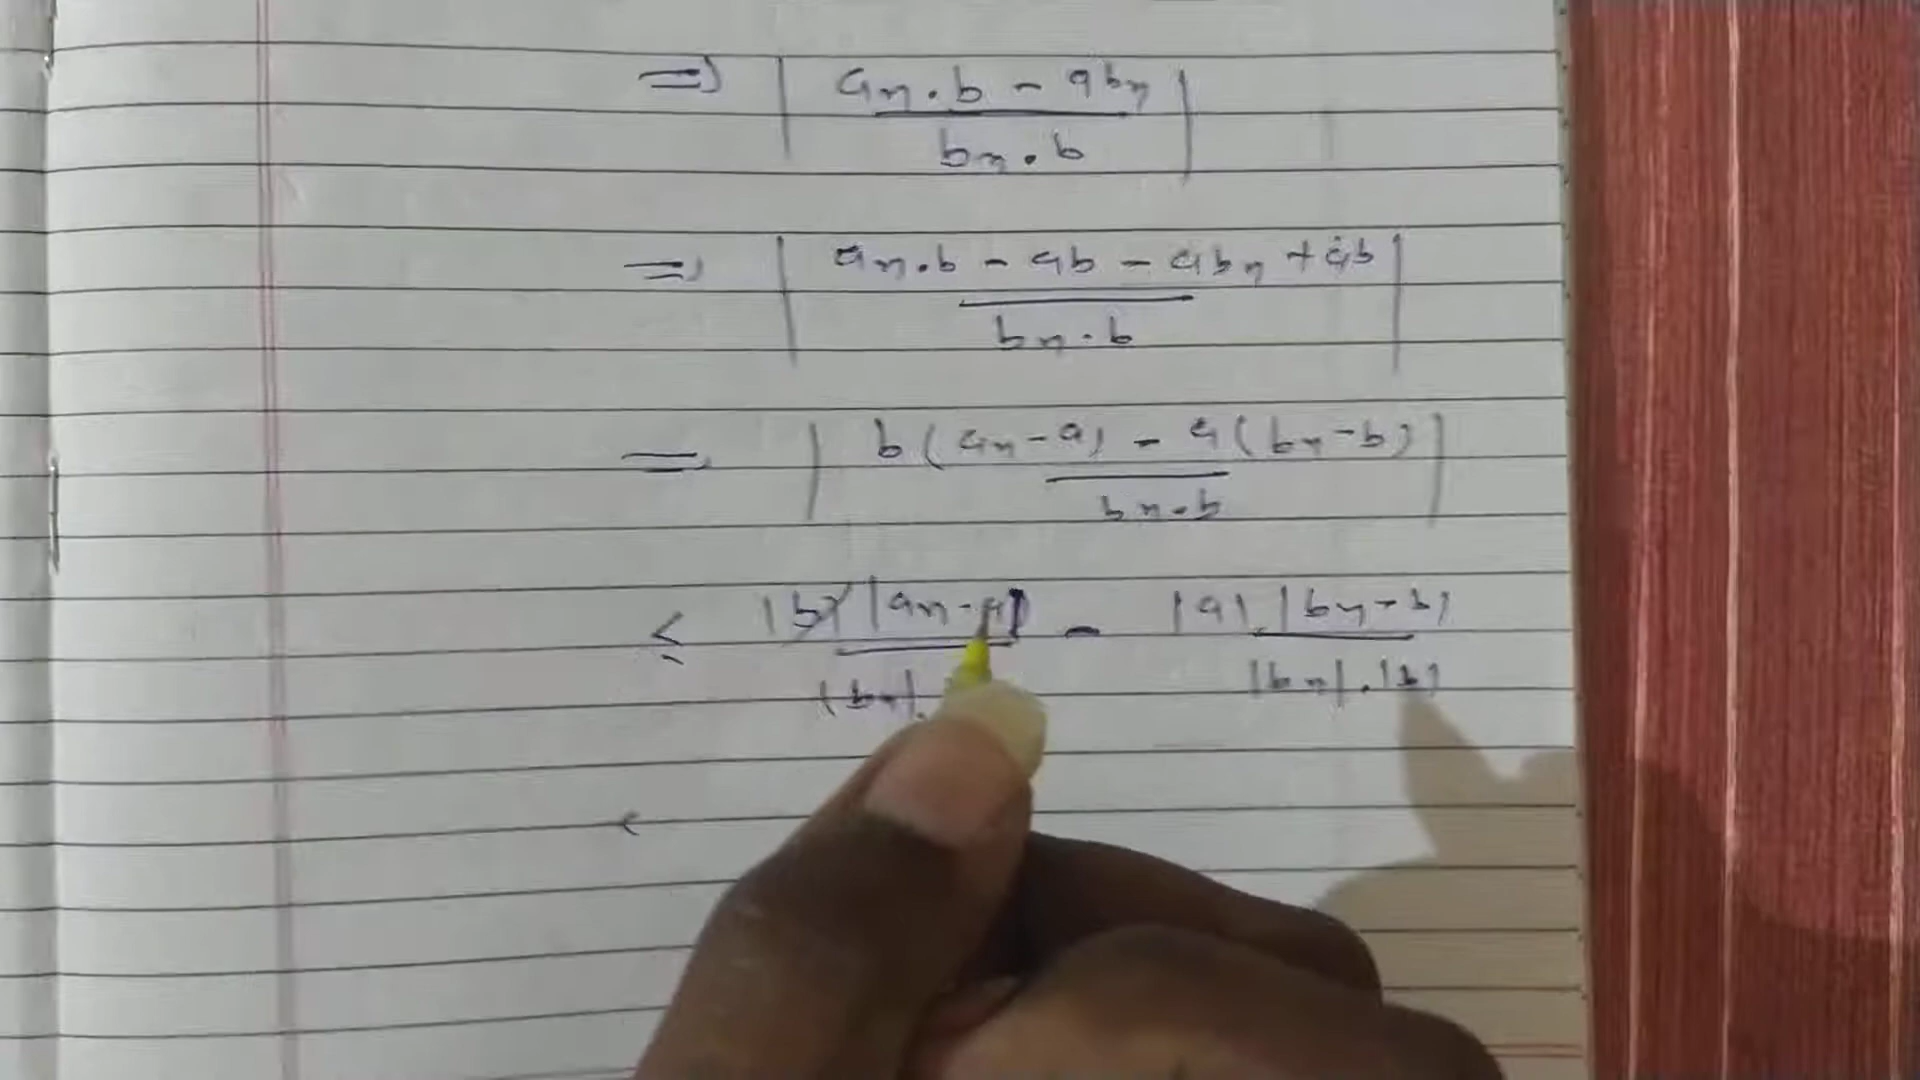 => | an.b - abn |
bn.b
=> | an.b - ab - abn + ab |
bn.b
=> | b(an-a) - a(bn-b) |
bn.b
≤ |b| |an-a| - |a| |bn-b|
|bn|. |bn|.|b|
<